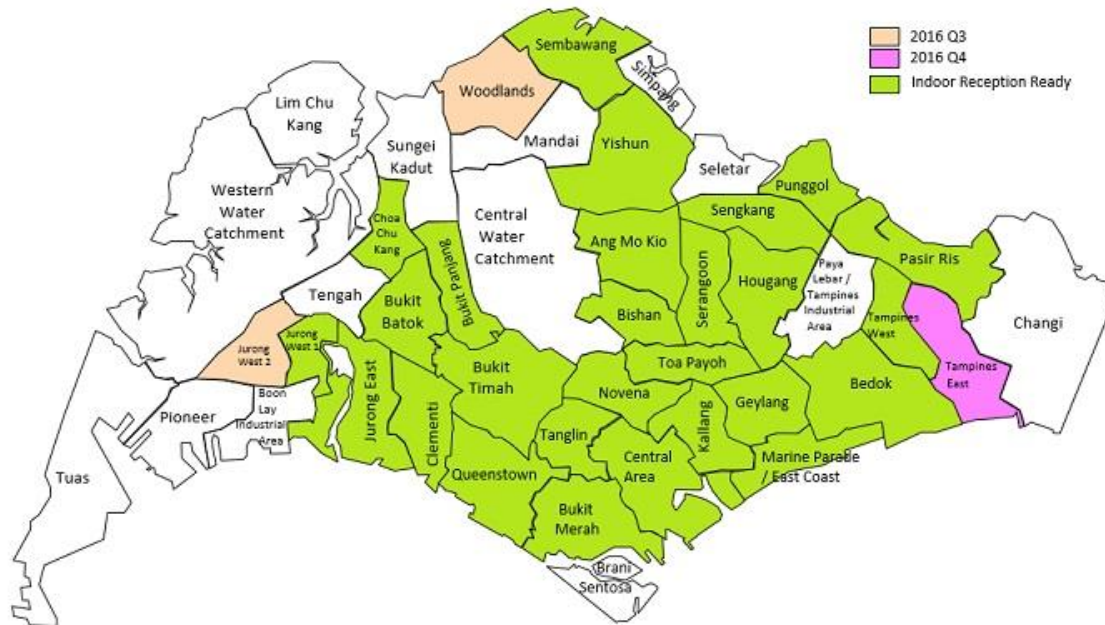 2016 Q3
2016 Q4
Indoor Reception Ready
Sembawang
Simpang
Woodlands
Lim Chu
Kang
Sungei
Kadut
Mandai
Yishun
Seletar
Punggol
Western
Water
Catchment
Choa
Chu
Kang
Central
Water
Catchment
Sengkang
Ang Mo Kio
Pasir Ris
Bukit Panjang
Serangoon
Hougang
Paya
Lebar /
Tampines
Industrial
Area
Changi
Tengah
Bukit
Batok
Bishan
Tampines
West
Jurong
West 2
Jurong
West 1
Toa Payoh
Tampines
East
Bukit
Timah
Bedok
Boon
Lay
Industrial
Area
Pioneer
Jurong East
Clementi
Novena
Geylang
Kallang
Tanglin
Tuas
Queenstown
Central
Area
Marine Parade
/ East Coast
Bukit
Merah
Brani
Sentosa